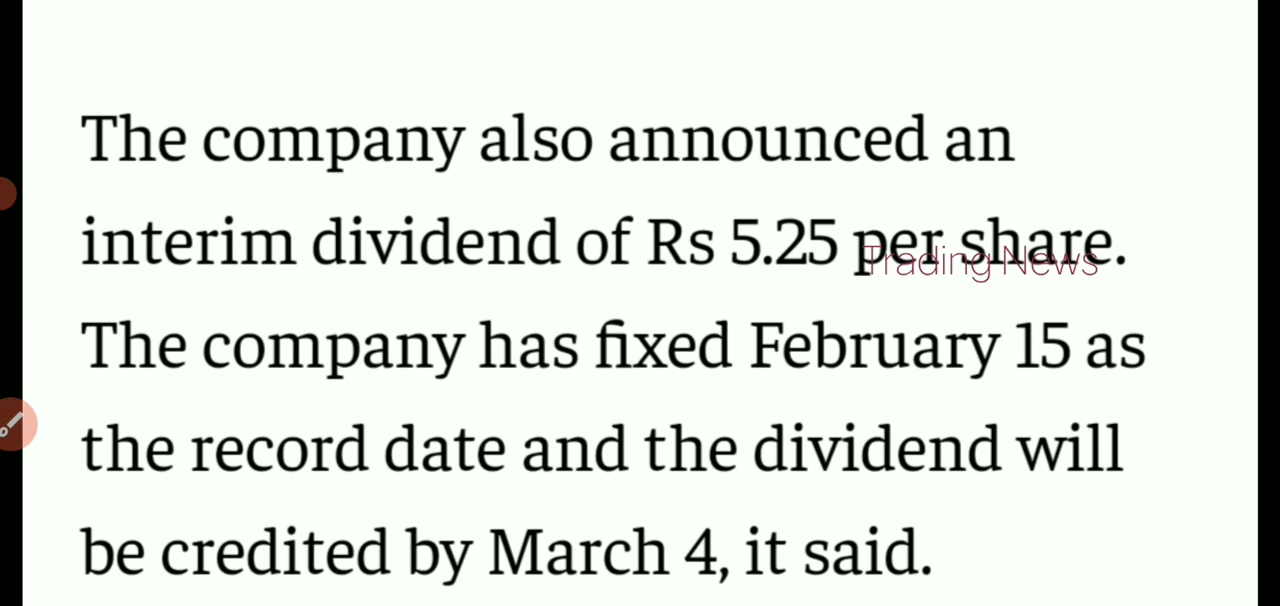 The company also announced an
interim dividend of Rs 5.25 per share.
Trading News
The company has fixed February 15 as
the record date and the dividend will
be credited by March 4, it said.